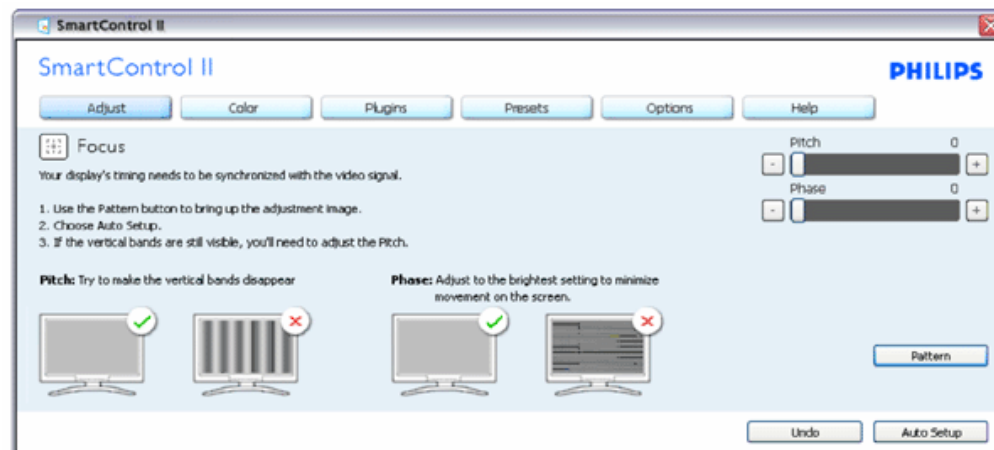 SmartControl II
SmartControl II
PHILIPS
Adjust Color Plugins Presets Options Help
Focus
Your display's timing needs to be synchronized with the video signal.
1. Use the Pattern button to bring up the adjustment image.
2. Choose Auto Setup.
3. If the vertical bands are still visible, you'll need to adjust the Pitch.
Pitch 0
- +
Phase 0
- +
Pitch: Try to make the vertical bands disappear
Phase: Adjust to the brightest setting to minimize
movement on the screen.
Pattern
Undo Auto Setup